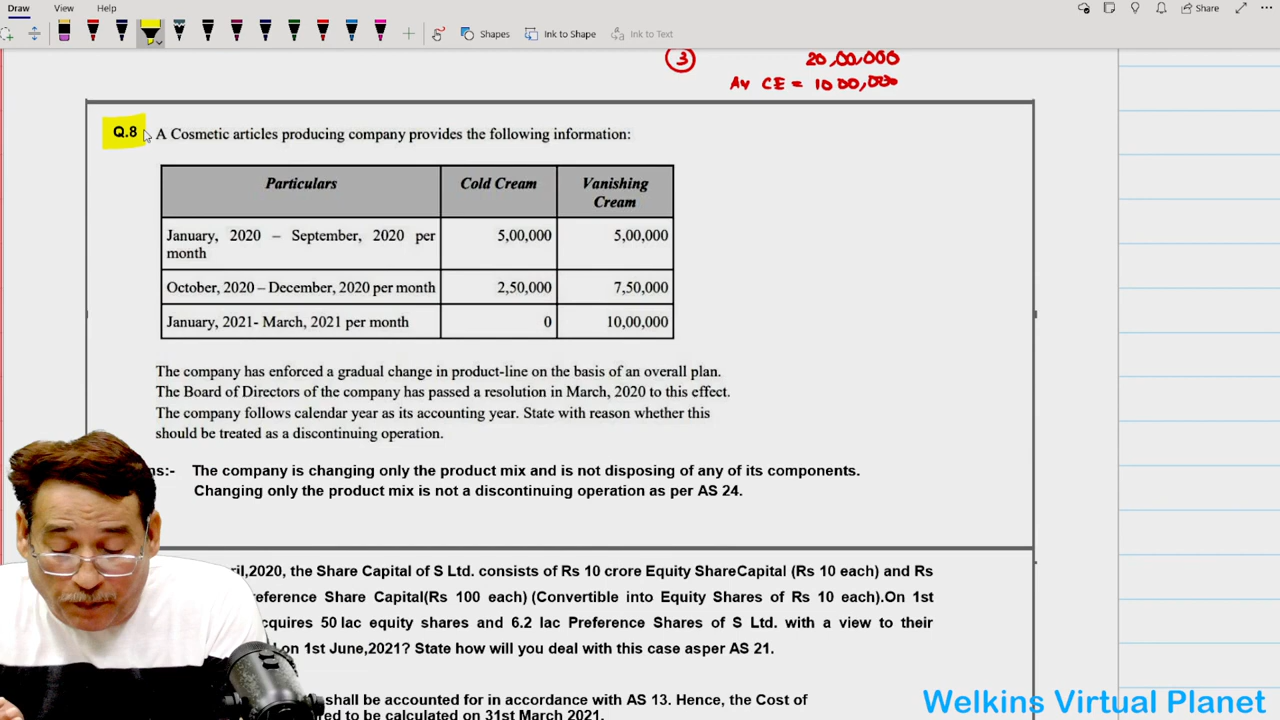 Draw View Help
Share
Shapes Ink to Shape Ink to Text
3 20,00,000
Av CE = 1000,000
Q.8 A Cosmetic articles producing company provides the following information:
Particulars Cold Cream Vanishing Cream
January, 2020 – September, 2020 per month 5,00,000 5,00,000
October, 2020 – December, 2020 per month 2,50,000 7,50,000
January, 2021- March, 2021 per month 0 10,00,000
The company has enforced a gradual change in product-line on the basis of an overall plan.
The Board of Directors of the company has passed a resolution in March, 2020 to this effect.
The company follows calendar year as its accounting year. State with reason whether this
should be treated as a discontinuing operation.
ns:- The company is changing only the product mix and is not disposing of any of its components.
Changing only the product mix is not a discontinuing operation as per AS 24.
ril,2020, the Share Capital of S Ltd. consists of Rs 10 crore Equity ShareCapital (Rs 10 each) and Rs
eference Share Capital(Rs 100 each) (Convertible into Equity Shares of Rs 10 each).On 1st
quires 50 lac equity shares and 6.2 lac Preference Shares of S Ltd. with a view to their
on 1st June,2021? State how will you deal with this case asper AS 21.
shall be accounted for in accordance with AS 13. Hence, the Cost of
red to be calculated on 31st March 2021.
Welkins Virtual Planet